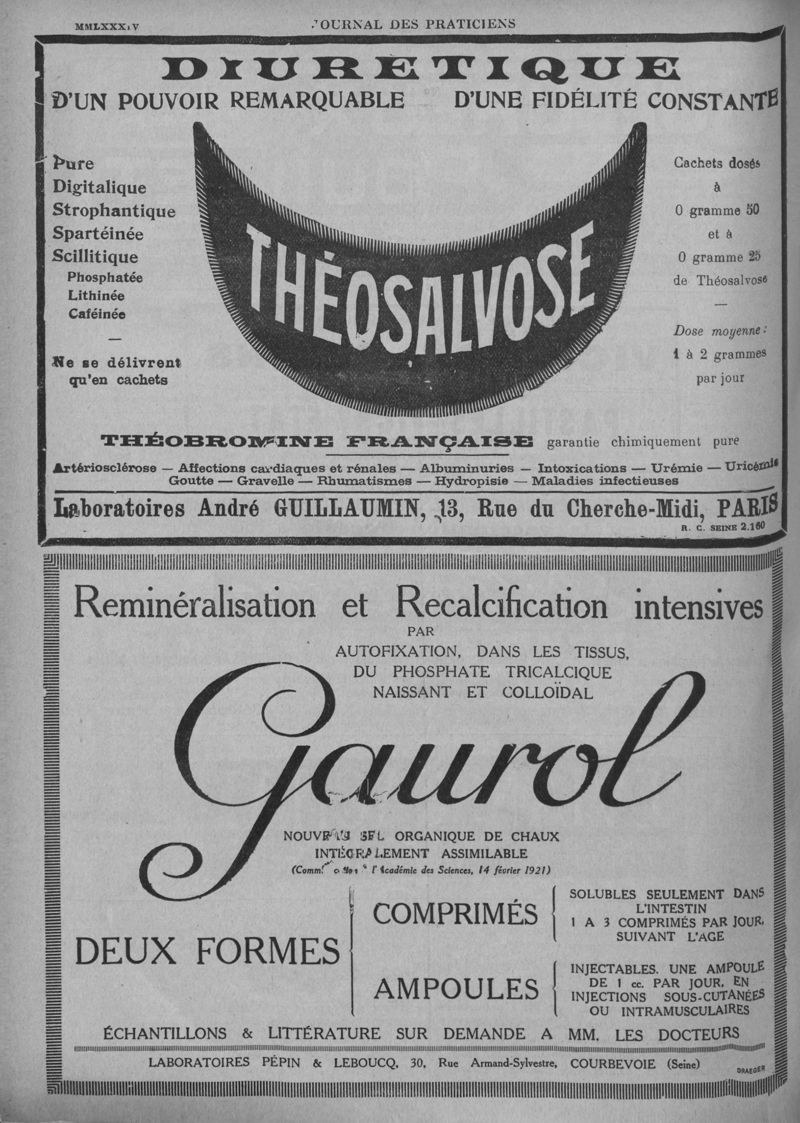 MMLXXXIV
JOURNAL DES PRATICIENS
DIURETIQUE
D'UN POUVOIR REMARQUABLE D'UNE FIDÉLITÉ CONSTANTE
Pure
Digitalique
Strophantique
Spartéinée
Scillitique
Phosphatée
Lithinée
Caféinée
—
Ne se délivrent
qu'en cachets
THÉOSALVOSE
Cachets dosés
à
0 gramme 50
et à
0 gramme 25
de Théosalvose
—
Dose moyenne :
1 à 2 grammes
par jour
THÉOBROMINE FRANÇAISE garantie chimiquement pure
Artériosclérose — Affections cardiaques et rénales — Albuminuries — Intoxications — Urémie — Uricémie
Goutte — Gravelle — Rhumatismes — Hydropisie — Maladies infectieuses
Laboratoires André GUILLAUMIN, 13, Rue du Cherche-Midi, PARIS
R. C. SEINE 2.160
Reminéralisation et Recalcification intensives
PAR
AUTOFIXATION, DANS LES TISSUS,
DU PHOSPHATE TRICALCIQUE
NAISSANT ET COLLOÏDAL
Gaurol
NOUVEAU SEL ORGANIQUE DE CHAUX
INTÉGRALEMENT ASSIMILABLE
l'Académie des Sciences, 14 février 1921)
DEUX FORMES
COMPRIMÉS
SOLUBLES SEULEMENT DANS
L'INTESTIN
1 A 3 COMPRIMÉS PAR JOUR,
SUIVANT L'AGE
AMPOULES
INJECTABLES. UNE AMPOULE
DE 1 cc. PAR JOUR, EN
INJECTIONS SOUS-CUTANÉES
OU INTRAMUSCULAIRES
ÉCHANTILLONS & LITTÉRATURE SUR DEMANDE A MM. LES DOCTEURS
LABORATOIRES PÉPIN & LEBOUCQ, 30, Rue Armand-Sylvestre, COURBEVOIE (Seine)
DRAEGER